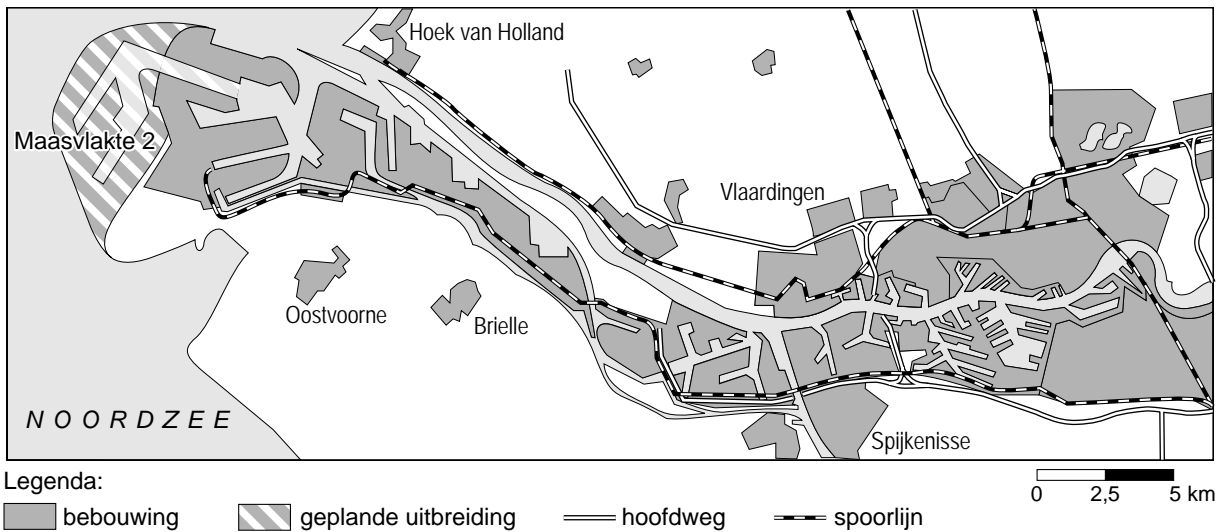 Hoek van Holland
Maasvlakte 2
Vlaardingen
Oostvoorne
Brielle
NOORDZEE
Spijkenisse
Legenda:
bebouwing
geplande uitbreiding
hoofdweg
spoorlijn
0 2,5 5 km